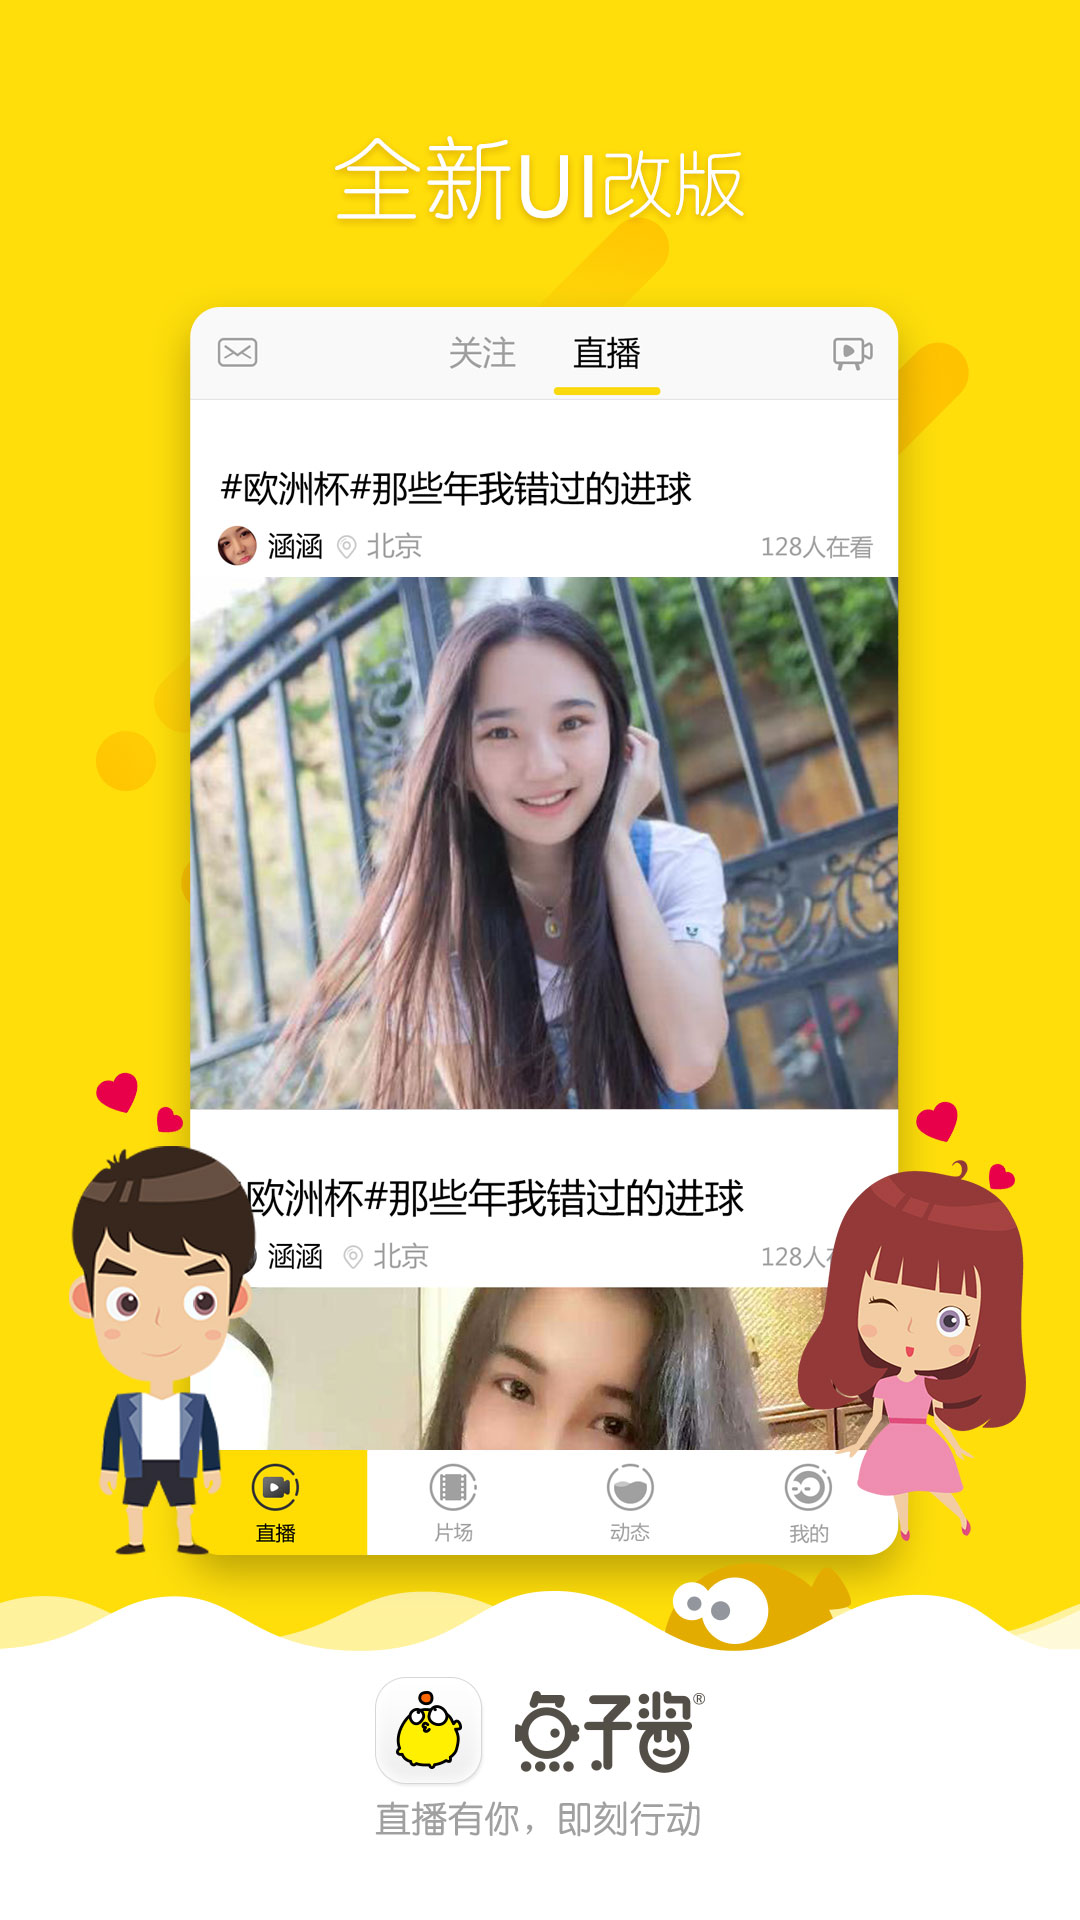 全新UI改版
关注 直播
#欧洲杯#那些年我错过的进球
涵涵 北京 128人在看
欧洲杯#那些年我错过的进球
涵涵 北京 128人在
直播 片场 动态 我的
鱼子酱®
直播有你，即刻行动